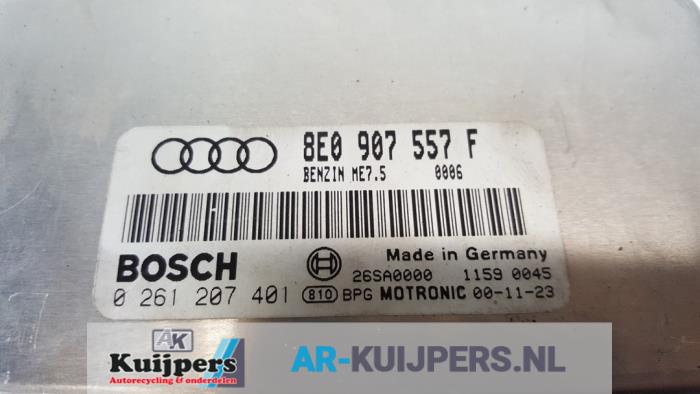 8E0 907 557 F
BENZIN ME7.5 0006
BOSCH
Made in Germany
26SA0000 1159 0045
0 261 207 401 810 BPG MOTRONIC 00-11-23
AK
Kuijpers
Autorecycling & onderdelen
AR-KUIJPERS.NL